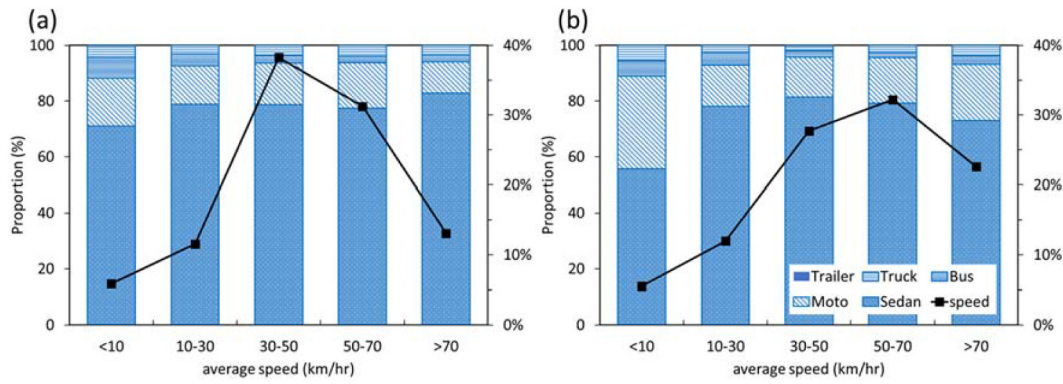 (a)
100
80
60
40
20
0
Proportion (%)
40%
30%
20%
10%
0%
<10 10-30 30-50 50-70 >70
average speed (km/hr)
(b)
100
80
60
40
20
0
Proportion (%)
40%
30%
20%
10%
0%
Trailer Truck Bus
Moto Sedan speed
<10 10-30 30-50 50-70 >70
average speed (km/hr)